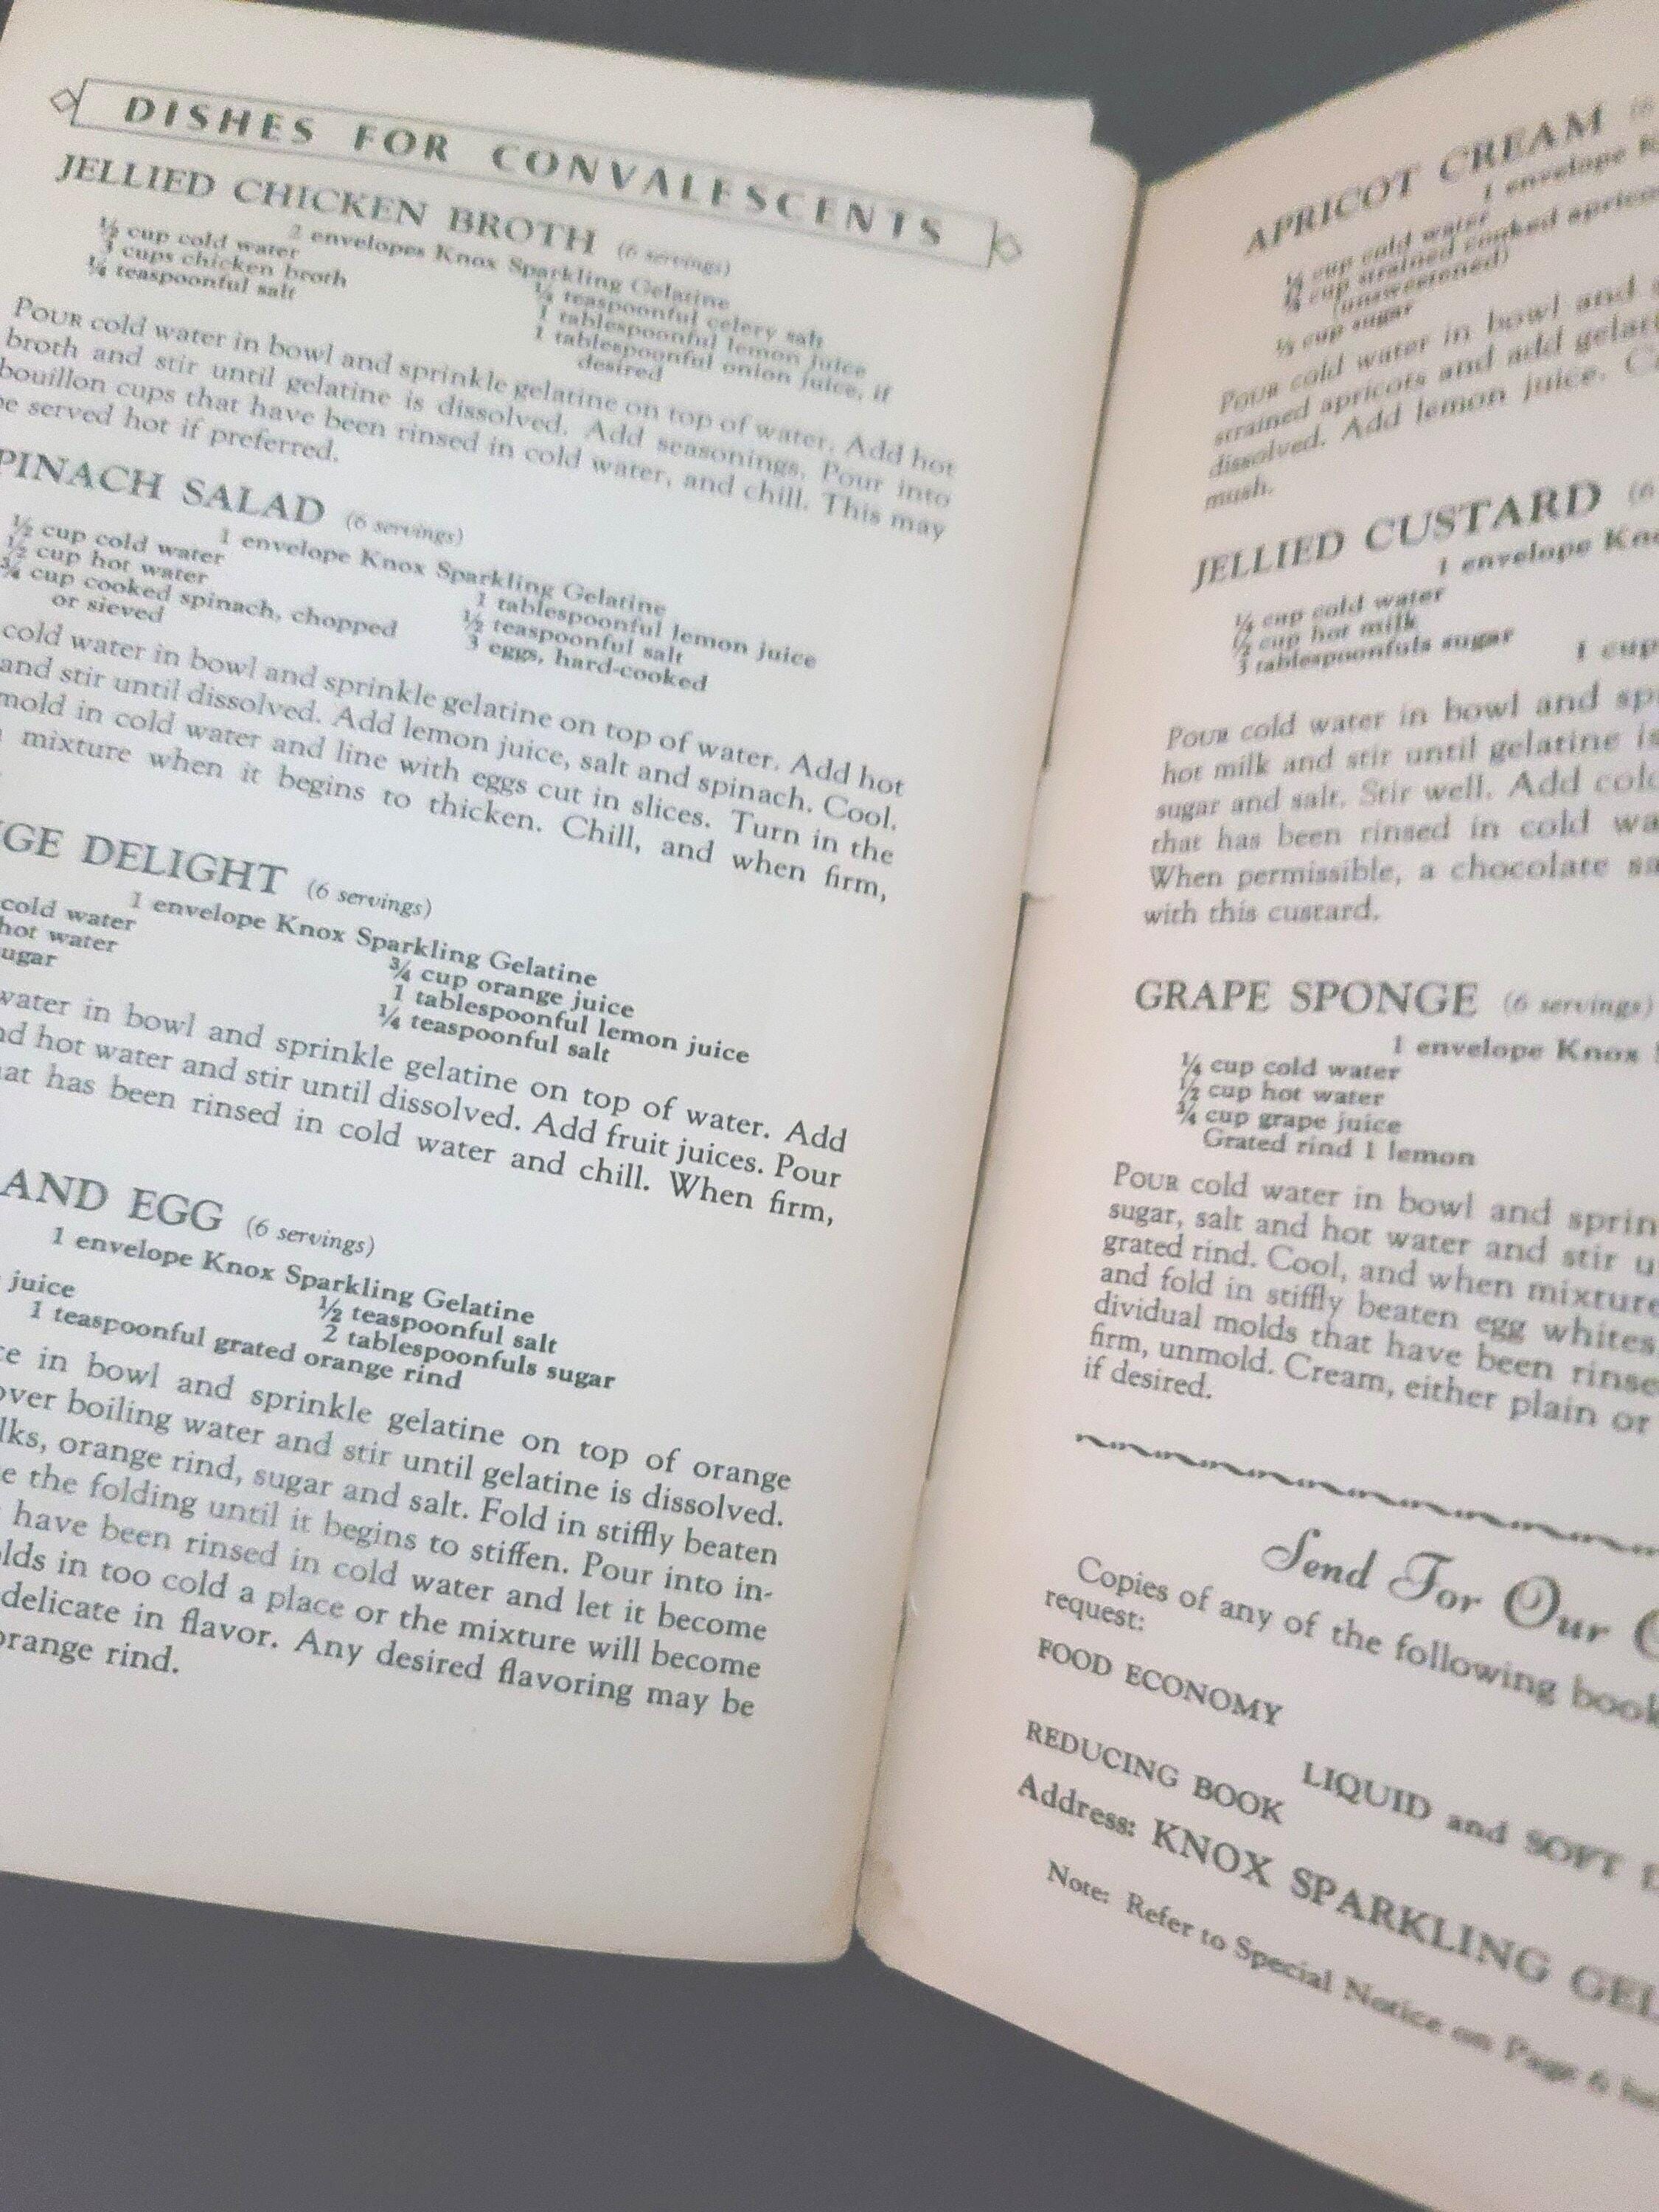 DISHES FOR CONVALESCENTS
JELLIED CHICKEN BROTH (6 servings)
2 envelopes Knox Sparkling Gelatine
½ cup cold water
3 cups chicken broth
¼ teaspoonful salt
¼ teaspoonful celery salt
1 tablespoonful lemon juice
1 tablespoonful onion juice, if
desired
POUR cold water in bowl and sprinkle gelatine on top of water. Add hot
broth and stir until gelatine is dissolved. Add seasonings. Pour into
bouillon cups that have been rinsed in cold water, and chill. This may
be served hot if preferred.
PINACH SALAD (6 servings)
1 envelope Knox Sparkling Gelatine
½ cup cold water
½ cup hot water
¾ cup cooked spinach, chopped
or sieved
1 tablespoonful lemon juice
½ teaspoonful salt
3 eggs, hard-cooked
cold water in bowl and sprinkle gelatine on top of water. Add hot
and stir until dissolved. Add lemon juice, salt and spinach. Cool.
mold in cold water and line with eggs cut in slices. Turn in the
mixture when it begins to thicken. Chill, and when firm,
GE DELIGHT (6 servings)
1 envelope Knox Sparkling Gelatine
cold water
hot water
ugar
¾ cup orange juice
1 tablespoonful lemon juice
¼ teaspoonful salt
water in bowl and sprinkle gelatine on top of water. Add
nd hot water and stir until dissolved. Add fruit juices. Pour
hat has been rinsed in cold water and chill. When firm,
AND EGG (6 servings)
1 envelope Knox Sparkling Gelatine
juice
½ teaspoonful salt
2 tablespoonfuls sugar
1 teaspoonful grated orange rind
ce in bowl and sprinkle gelatine on top of orange
over boiling water and stir until gelatine is dissolved.
lks, orange rind, sugar and salt. Fold in stiffly beaten
e the folding until it begins to stiffen. Pour into in-
have been rinsed in cold water and let it become
lds in too cold a place or the mixture will become
delicate in flavor. Any desired flavoring may be
orange rind.
APRICOT CREAM (6
1 envelope K
¼ cup cold water
¾ cup strained cooked aprico
(unsweetened)
⅓ cup sugar
POUR cold water in bowl and
strained apricots and add gelat
dissolved. Add lemon juice. C
mush.
JELLIED CUSTARD (6
1 envelope Kno
¼ cup cold water
½ cup hot milk
3 tablespoonfuls sugar
1 cup
POUR cold water in bowl and sp
hot milk and stir until gelatine is
sugar and salt. Stir well. Add col
that has been rinsed in cold wa
When permissible, a chocolate sa
with this custard.
GRAPE SPONGE (6 servings)
1 envelope Knox
¼ cup cold water
½ cup hot water
¾ cup grape juice
Grated rind 1 lemon
POUR cold water in bowl and sprin
sugar, salt and hot water and stir u
grated rind. Cool, and when mixture
and fold in stiffly beaten egg whites.
dividual molds that have been rinse
firm, unmold. Cream, either plain or
if desired.
Send For Our
Copies of any of the following book
request:
FOOD ECONOMY
LIQUID and SOFT
REDUCING BOOK
Address: KNOX SPARKLING GEL
Note: Refer to Special Notice on Page 6